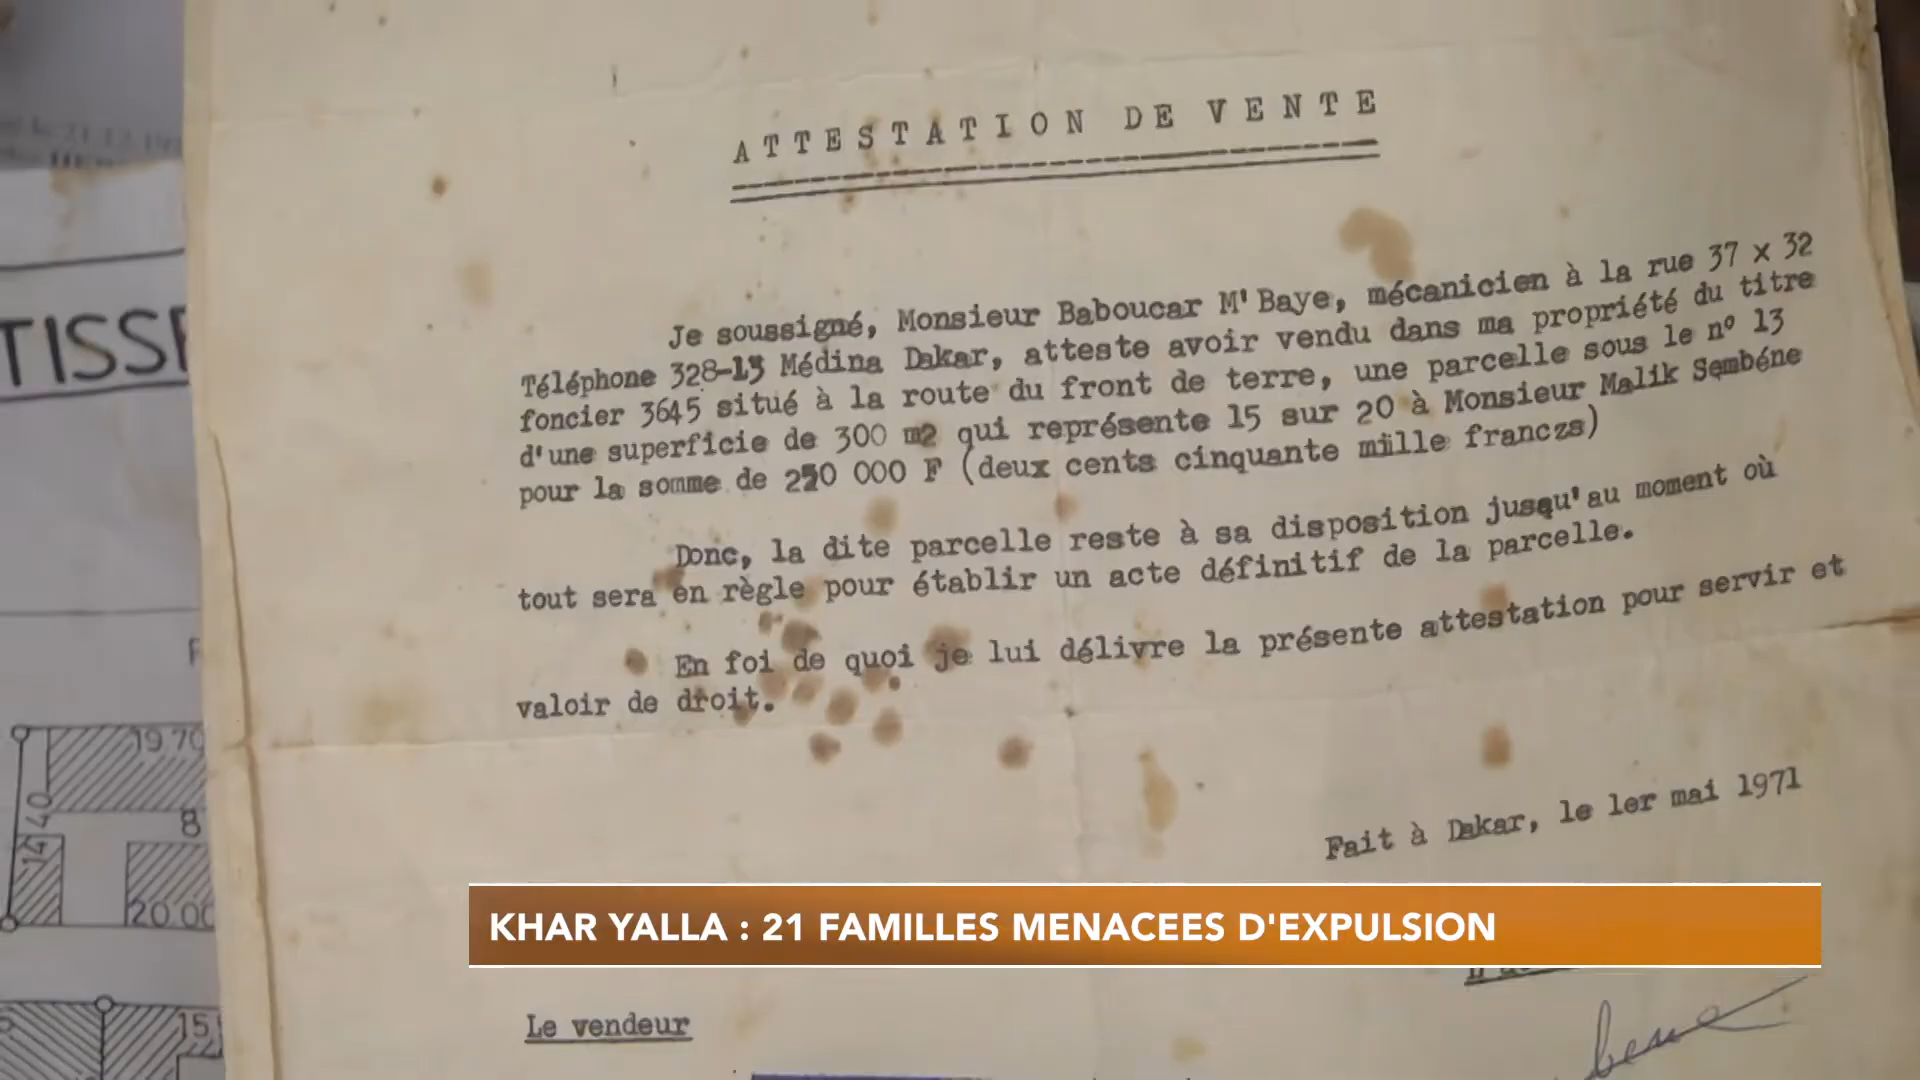 ATTESTATION DE VENTE
Je soussigné, Monsieur Baboucar M'Baye, mécanicien à la rue 37 x 32
Téléphone 328-13 Médina Dakar, atteste avoir vendu dans ma propriété du titre
foncier 3645 situé à la route du front de terre, une parcelle sous le nº 13
d'une superficie de 300 m2 qui représente 15 sur 20 à Monsieur Malik Sembéne
pour la somme de 250 000 F (deux cents cinquante mille franczs)
Donc, la dite parcelle reste à sa disposition jusqu'au moment où
tout sera en règle pour établir un acte définitif de la parcelle.
En foi de quoi je lui délivre la présente attestation pour servir et
valoir de droit.
Fait à Dakar, le 1er mai 1971
KHAR YALLA : 21 FAMILLES MENACEES D'EXPULSION
Le vendeur
TISSE
19.70
14.40
8
20.00
15